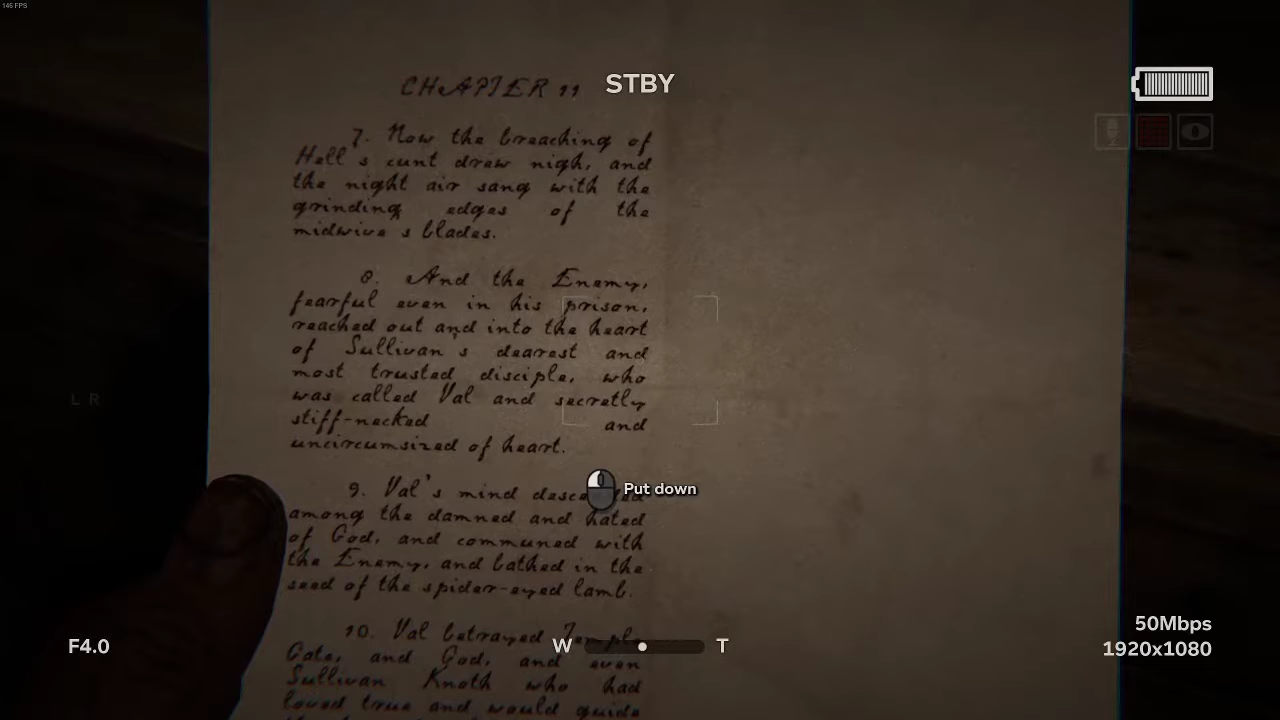 145 FPS
CHAPTER 11
STBY
7. Now the breaching of
Hell s cunt drew nigh, and
the night air sang with the
grinding edges of the
midwive s blades.
8. And the Enemy,
fearful even in his prison,
reached out and into the heart
of Sullivan s dearest and
most trusted disciple, who
was called Val and secretly
stiff-necked and
uncircumsized of heart.
9. Val's mind
among the damned and hated
of God, and communed with
the Enemy, and bathed in the
seed of the spider-eyed lamb.
Put down
10. Val betrayed Temple
Gate, and God, and even
Sullivan Knoth who had
loved true and would guide
L R
F4.0
W T
50Mbps
1920x1080